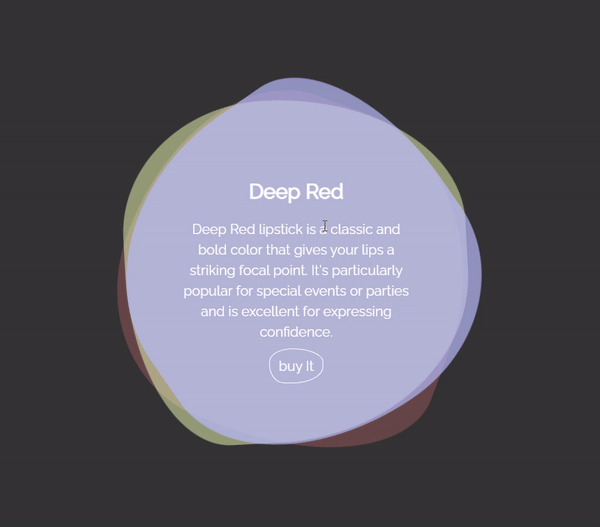 Deep Red
Deep Red lipstick is a classic and
bold color that gives your lips a
striking focal point. It's particularly
popular for special events or parties
and is excellent for expressing
confidence.
buy It